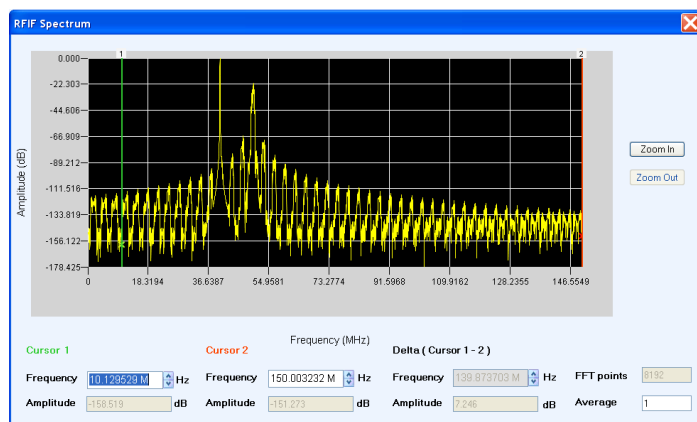 RFIF Spectrum
1
2
0.000
-22.303
-44.606
-66.909
-89.212
-111.516
-133.819
-156.122
-178.425
Amplitude (dB)
0 18.3194 36.6387 54.9581 73.2774 91.5968 109.9162 128.2355 146.5549
Frequency (MHz)
Zoom In
Zoom Out
Cursor 1
Frequency 10.129529 M Hz
Amplitude -158.519 dB
Cursor 2
Frequency 150.003232 M Hz
Amplitude -151.273 dB
Delta ( Cursor 1 - 2 )
Frequency 139.873703 M Hz
Amplitude 7.246 dB
FFT points 8192
Average 1